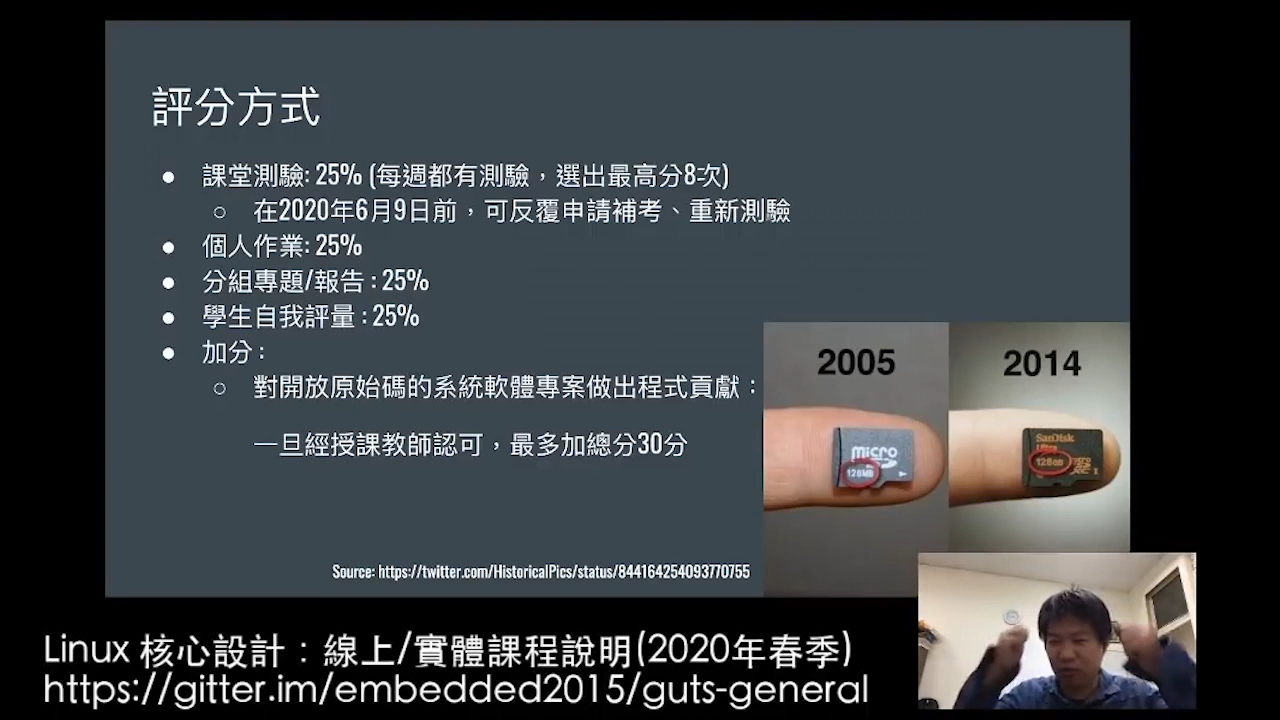 評分方式
● 課堂測驗: 25% (每週都有測驗，選出最高分8次)
○ 在2020年6月9日前，可反覆申請補考、重新測驗
● 個人作業: 25%
● 分組專題/報告 : 25%
● 學生自我評量 : 25%
● 加分 :
○ 對開放原始碼的系統軟體專案做出程式貢獻：
一旦經授課教師認可，最多加總分30分
2005
2014
micro
128MB
SanDisk
Ultra
128GB
Source: https://twitter.com/HistoricalPics/status/844164254093770755
Linux 核心設計：線上/實體課程說明(2020年春季)
https://gitter.im/embedded2015/guts-general